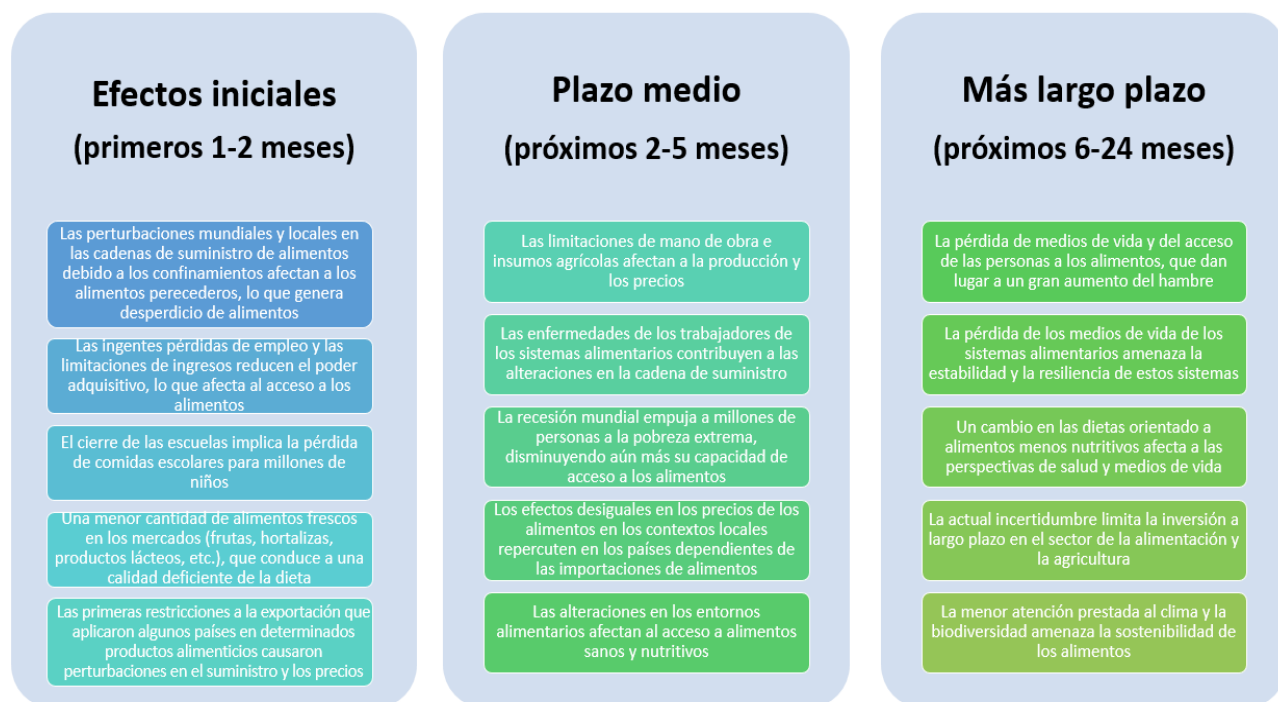 Efectos iniciales
(primeros 1-2 meses)
Las perturbaciones mundiales y locales en
las cadenas de suministro de alimentos
debido a los confinamientos afectan a los
alimentos perecederos, lo que genera
desperdicio de alimentos
Las ingentes pérdidas de empleo y las
limitaciones de ingresos reducen el poder
adquisitivo, lo que afecta al acceso a los
alimentos
El cierre de las escuelas implica la pérdida
de comidas escolares para millones de
niños
Una menor cantidad de alimentos frescos
en los mercados (frutas, hortalizas,
productos lácteos, etc.), que conduce a una
calidad deficiente de la dieta
Las primeras restricciones a la exportación que
aplicaron algunos países en determinados
productos alimenticios causaron
perturbaciones en el suministro y los precios
Plazo medio
(próximos 2-5 meses)
Las limitaciones de mano de obra e
insumos agrícolas afectan a la producción y
los precios
Las enfermedades de los trabajadores de
los sistemas alimentarios contribuyen a las
alteraciones en la cadena de suministro
La recesión mundial empuja a millones de
personas a la pobreza extrema,
disminuyendo aún más su capacidad de
acceso a los alimentos
Los efectos desiguales en los precios de los
alimentos en los contextos locales
repercuten en los países dependientes de
las importaciones de alimentos
Las alteraciones en los entornos
alimentarios afectan al acceso a alimentos
sanos y nutritivos
Más largo plazo
(próximos 6-24 meses)
La pérdida de medios de vida y del acceso
de las personas a los alimentos, que dan
lugar a un gran aumento del hambre
La pérdida de los medios de vida de los
sistemas alimentarios amenaza la
estabilidad y la resiliencia de estos sistemas
Un cambio en las dietas orientado a
alimentos menos nutritivos afecta a las
perspectivas de salud y medios de vida
La actual incertidumbre limita la inversión a
largo plazo en el sector de la alimentación y
la agricultura
La menor atención prestada al clima y la
biodiversidad amenaza la sostenibilidad de
los alimentos